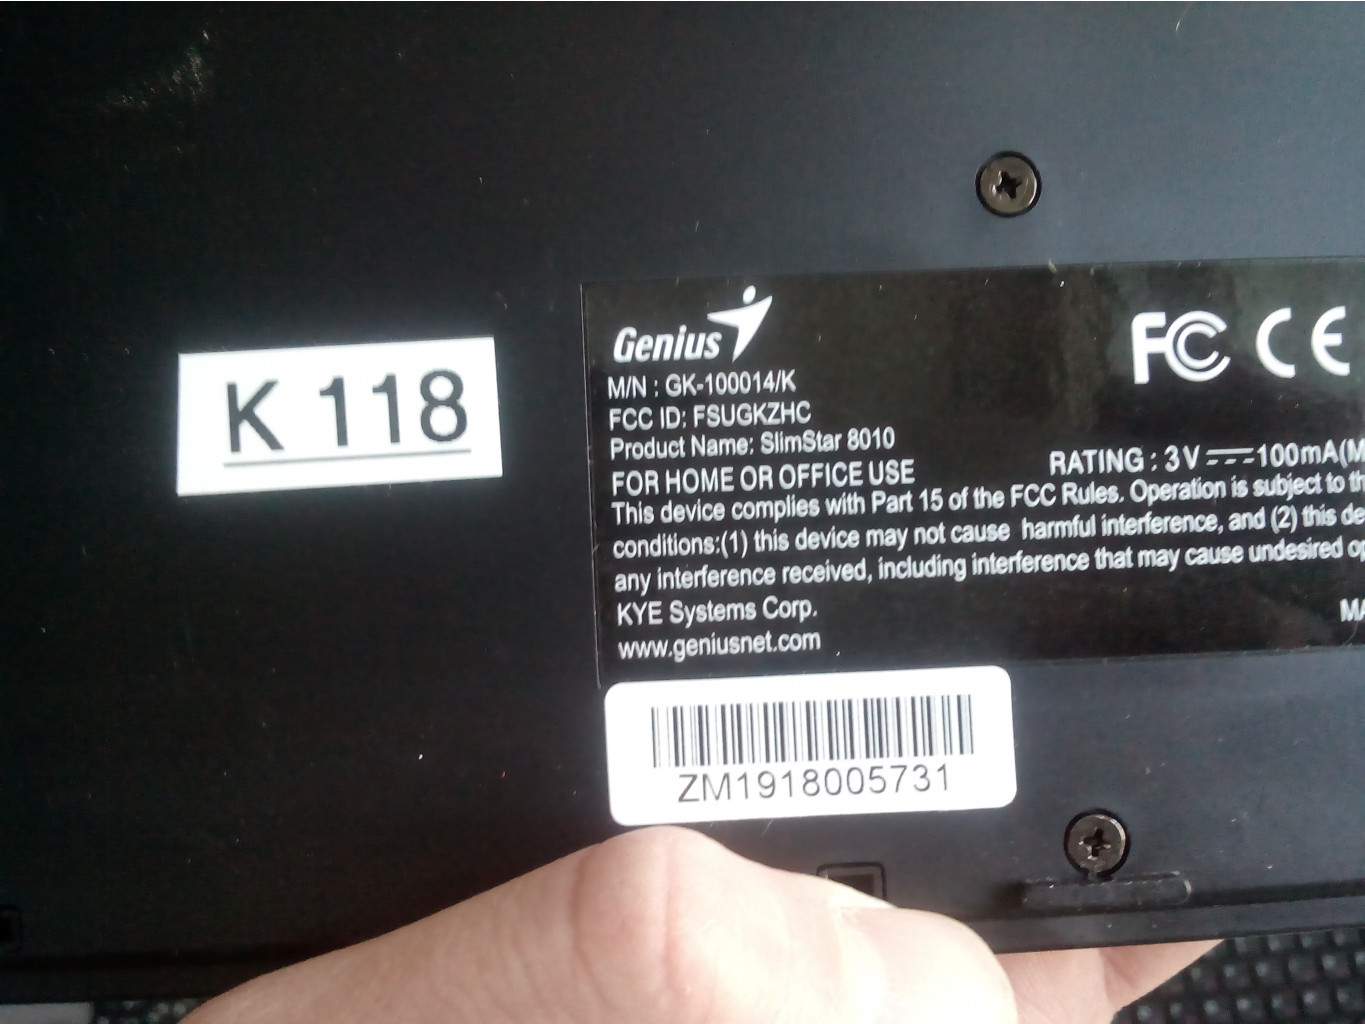 K 118
Genius
FC CE
M/N : GK-100014/K
FCC ID: FSUGKZHC
Product Name: SlimStar 8010
FOR HOME OR OFFICE USE
RATING : 3V 100mA(M
This device complies with Part 15 of the FCC Rules. Operation is subject to
conditions:(1) this device may not cause harmful interference, and (2) this
any interference received, including interference that may cause undesired
KYE Systems Corp.
www.geniusnet.com
ZM1918005731